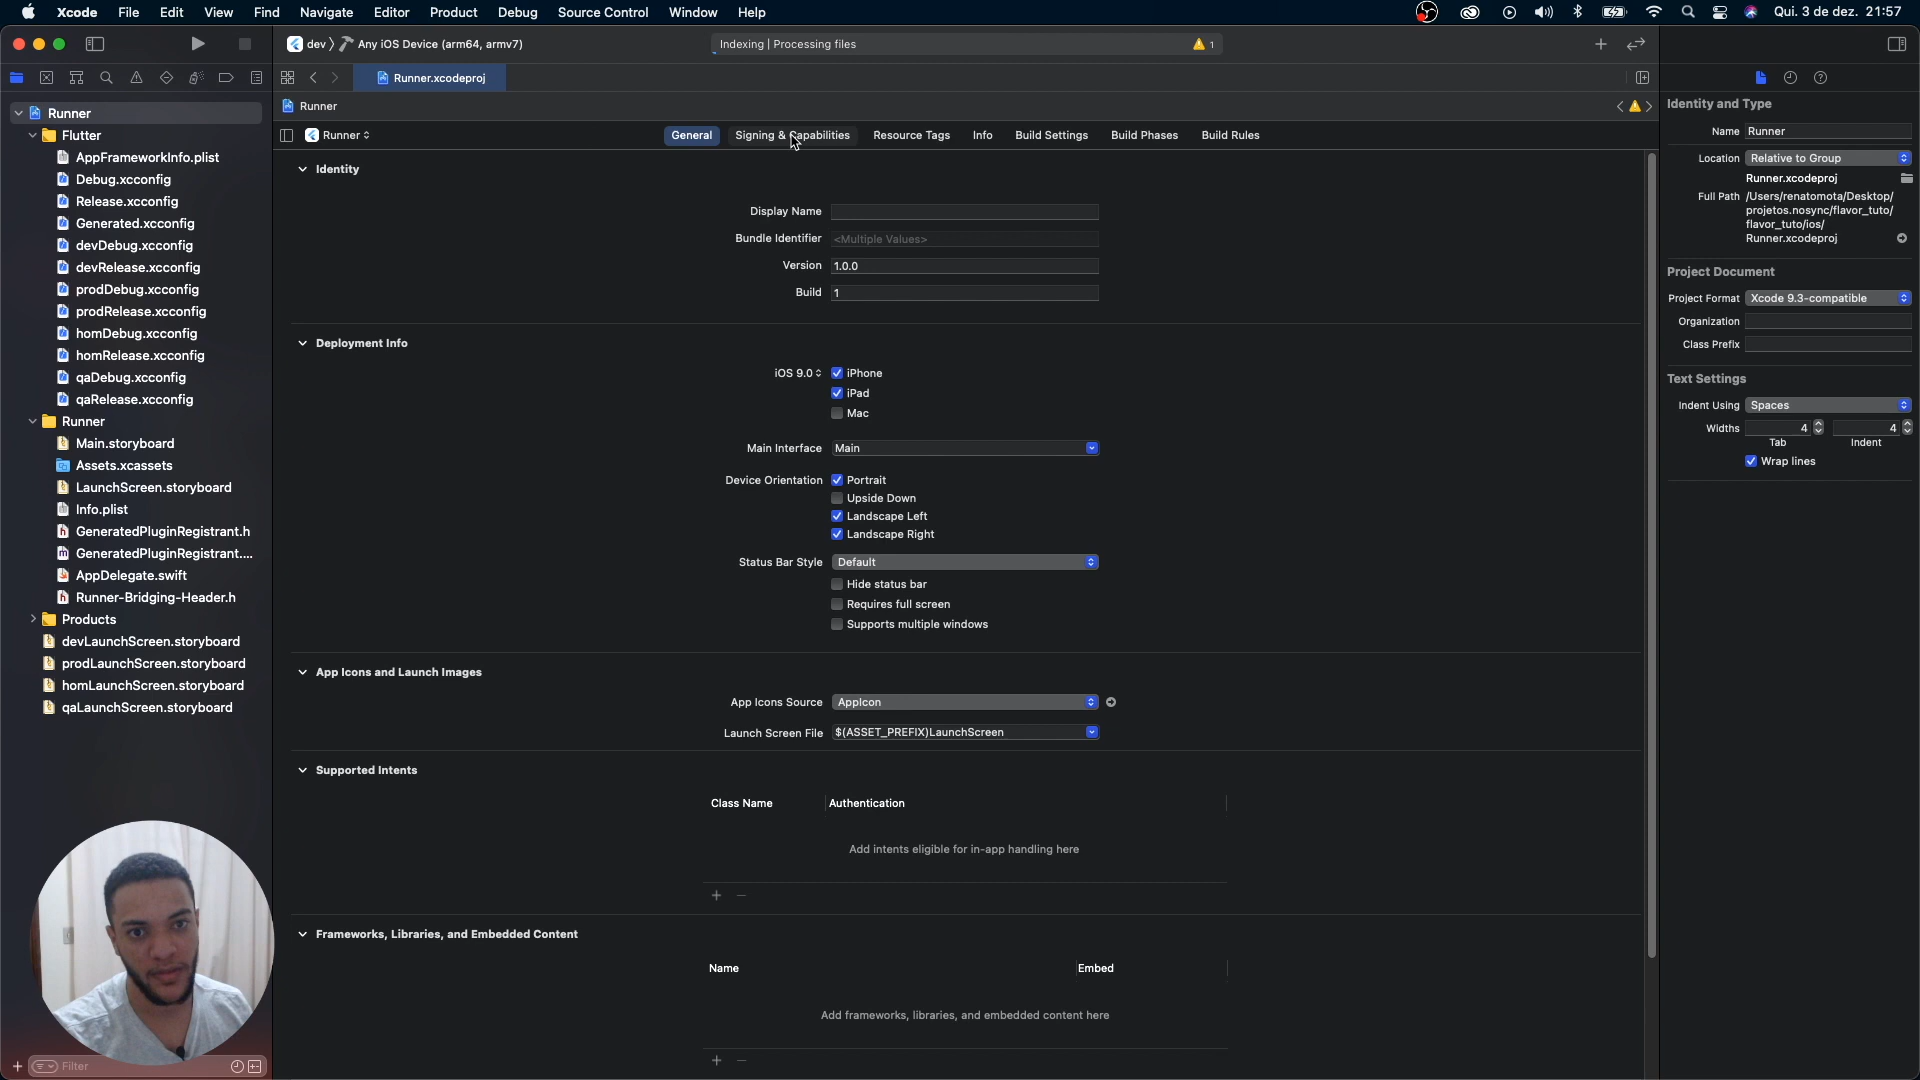 Xcode File Edit View Find Navigate Editor Product Debug Source Control Window Help Qui. 3 de dez. 21:57
dev Any iOS Device (arm64, armv7) Indexing | Processing files 1
Runner.xcodeproj
Runner
Runner General Signing & Capabilities Resource Tags Info Build Settings Build Phases Build Rules
Runner
Flutter
AppFrameworkInfo.plist
Debug.xcconfig
Release.xcconfig
Generated.xcconfig
devDebug.xcconfig
devRelease.xcconfig
prodDebug.xcconfig
prodRelease.xcconfig
homDebug.xcconfig
homRelease.xcconfig
qaDebug.xcconfig
qaRelease.xcconfig
Runner
Main.storyboard
Assets.xcassets
LaunchScreen.storyboard
Info.plist
GeneratedPluginRegistrant.h
GeneratedPluginRegistrant....
AppDelegate.swift
Runner-Bridging-Header.h
Products
devLaunchScreen.storyboard
prodLaunchScreen.storyboard
homLaunchScreen.storyboard
qaLaunchScreen.storyboard
Filter
Identity
Display Name
Bundle Identifier <Multiple Values>
Version 1.0.0
Build 1
Deployment Info
iOS 9.0 iPhone
iPad
Mac
Main Interface Main
Device Orientation Portrait
Upside Down
Landscape Left
Landscape Right
Status Bar Style Default
Hide status bar
Requires full screen
Supports multiple windows
App Icons and Launch Images
App Icons Source AppIcon
Launch Screen File $(ASSET_PREFIX)LaunchScreen
Supported Intents
Class Name Authentication
Add intents eligible for in-app handling here
Frameworks, Libraries, and Embedded Content
Name Embed
Add frameworks, libraries, and embedded content here
Identity and Type
Name Runner
Location Relative to Group
Runner.xcodeproj
Full Path /Users/renatomota/Desktop/
projetos.nosync/flavor_tuto/
flavor_tuto/ios/
Runner.xcodeproj
Project Document
Project Format Xcode 9.3-compatible
Organization
Class Prefix
Text Settings
Indent Using Spaces
Widths 4 4
Tab Indent
Wrap lines